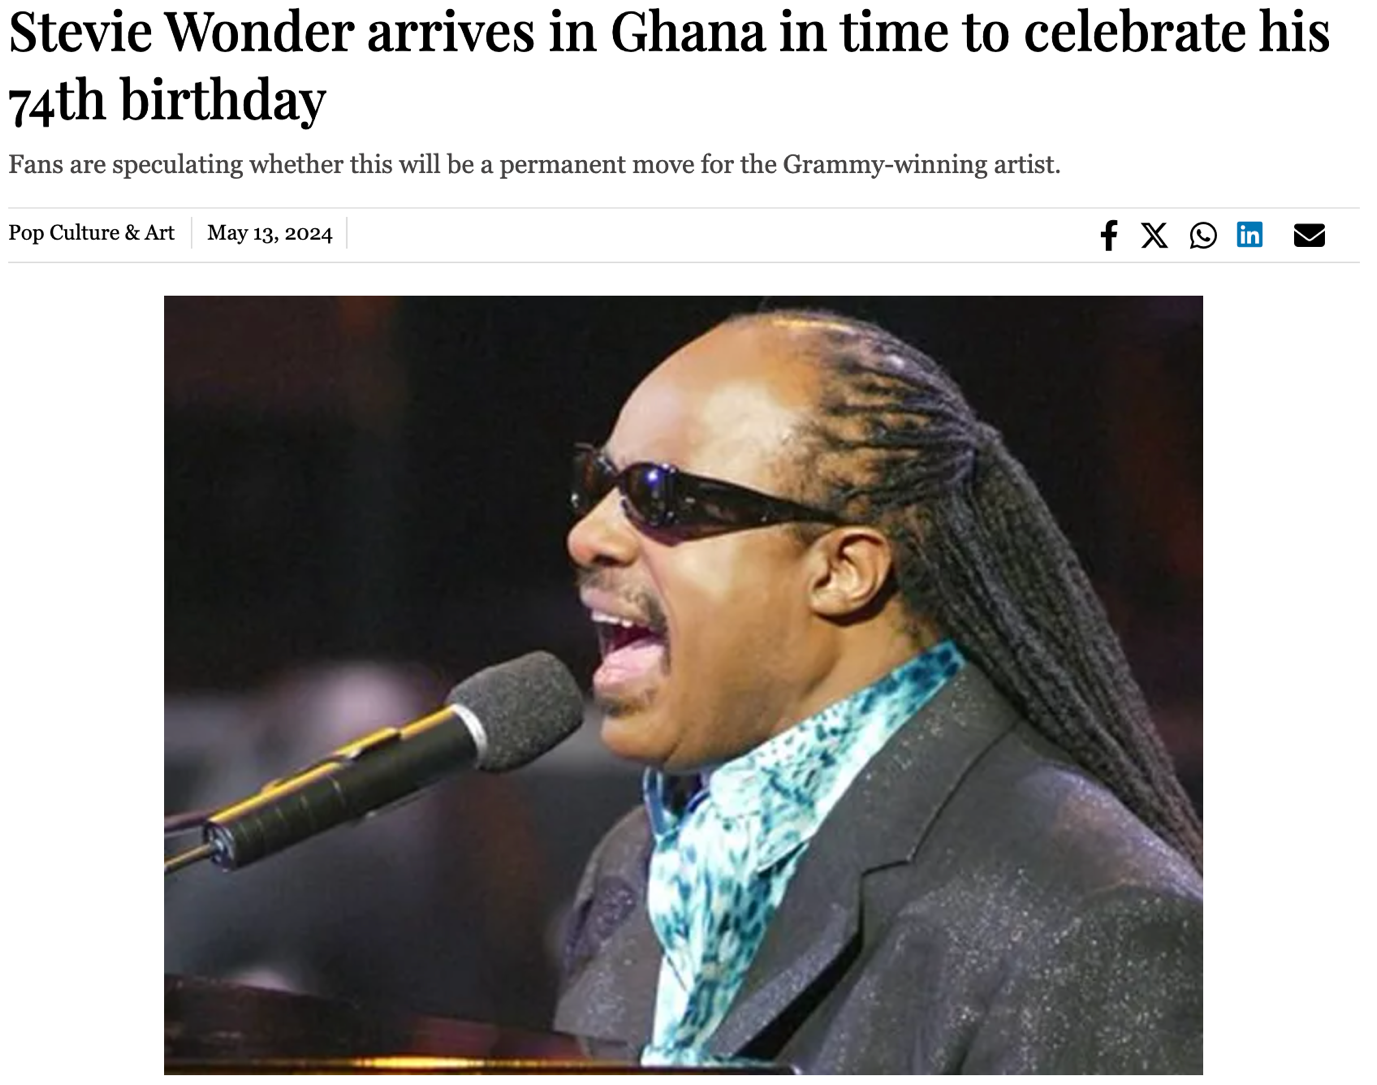 Stevie Wonder arrives in Ghana in time to celebrate his
74th birthday
Fans are speculating whether this will be a permanent move for the Grammy-winning artist.
Pop Culture & Art
May 13, 2024
f X in